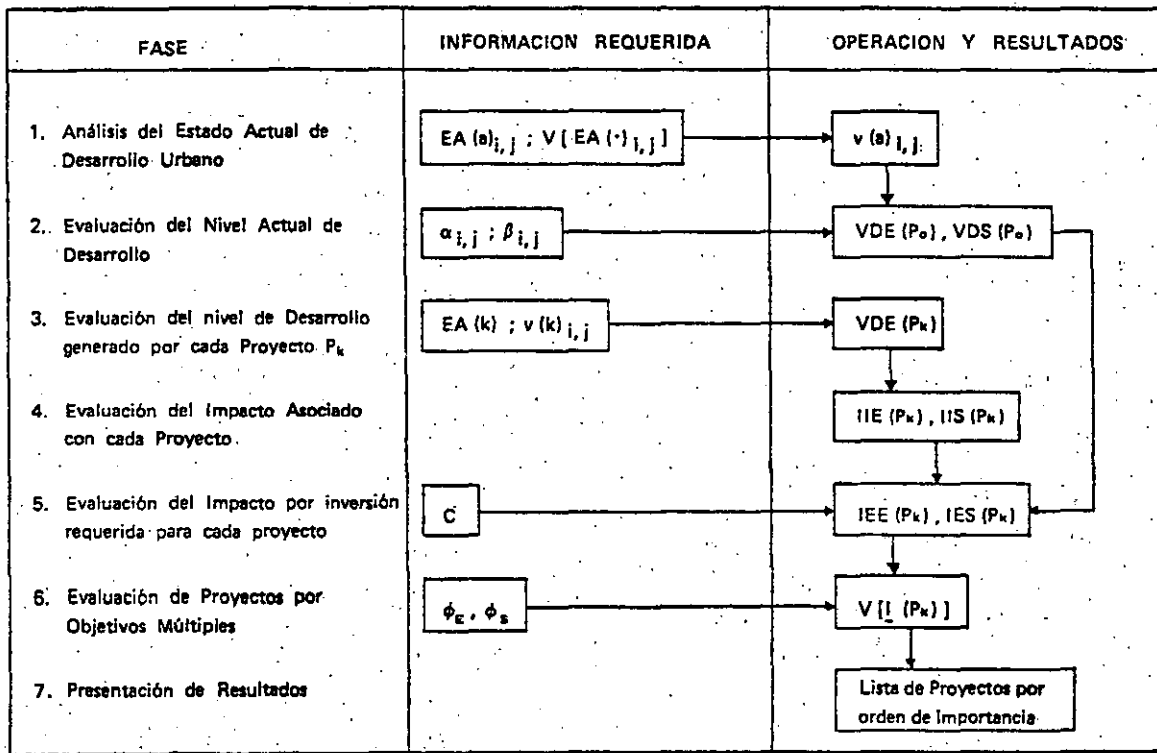 FASE
INFORMACION REQUERIDA
OPERACION Y RESULTADOS
1. Análisis del Estado Actual de
Desarrollo Urbano
EA (a) i, j ; V [ EA (·) i, j ]
v (a) i, j
2. Evaluación del Nivel Actual de
Desarrollo
α i, j ; β i, j
VDE (Po) , VDS (Po)
3. Evaluación del nivel de Desarrollo
generado por cada Proyecto Pk
EA (k) ; v (k) i, j
VDE (Pk)
4. Evaluación del Impacto Asociado
con cada Proyecto.
IIE (Pk) , IIS (Pk)
5. Evaluación del Impacto por inversión
requerida para cada proyecto
C
IEE (Pk) , IES (Pk)
6. Evaluación de Proyectos por
Objetivos Múltiples
ϕE , ϕs
V [I (Pk) ]
7. Presentación de Resultados
Lista de Proyectos por
orden de Importancia